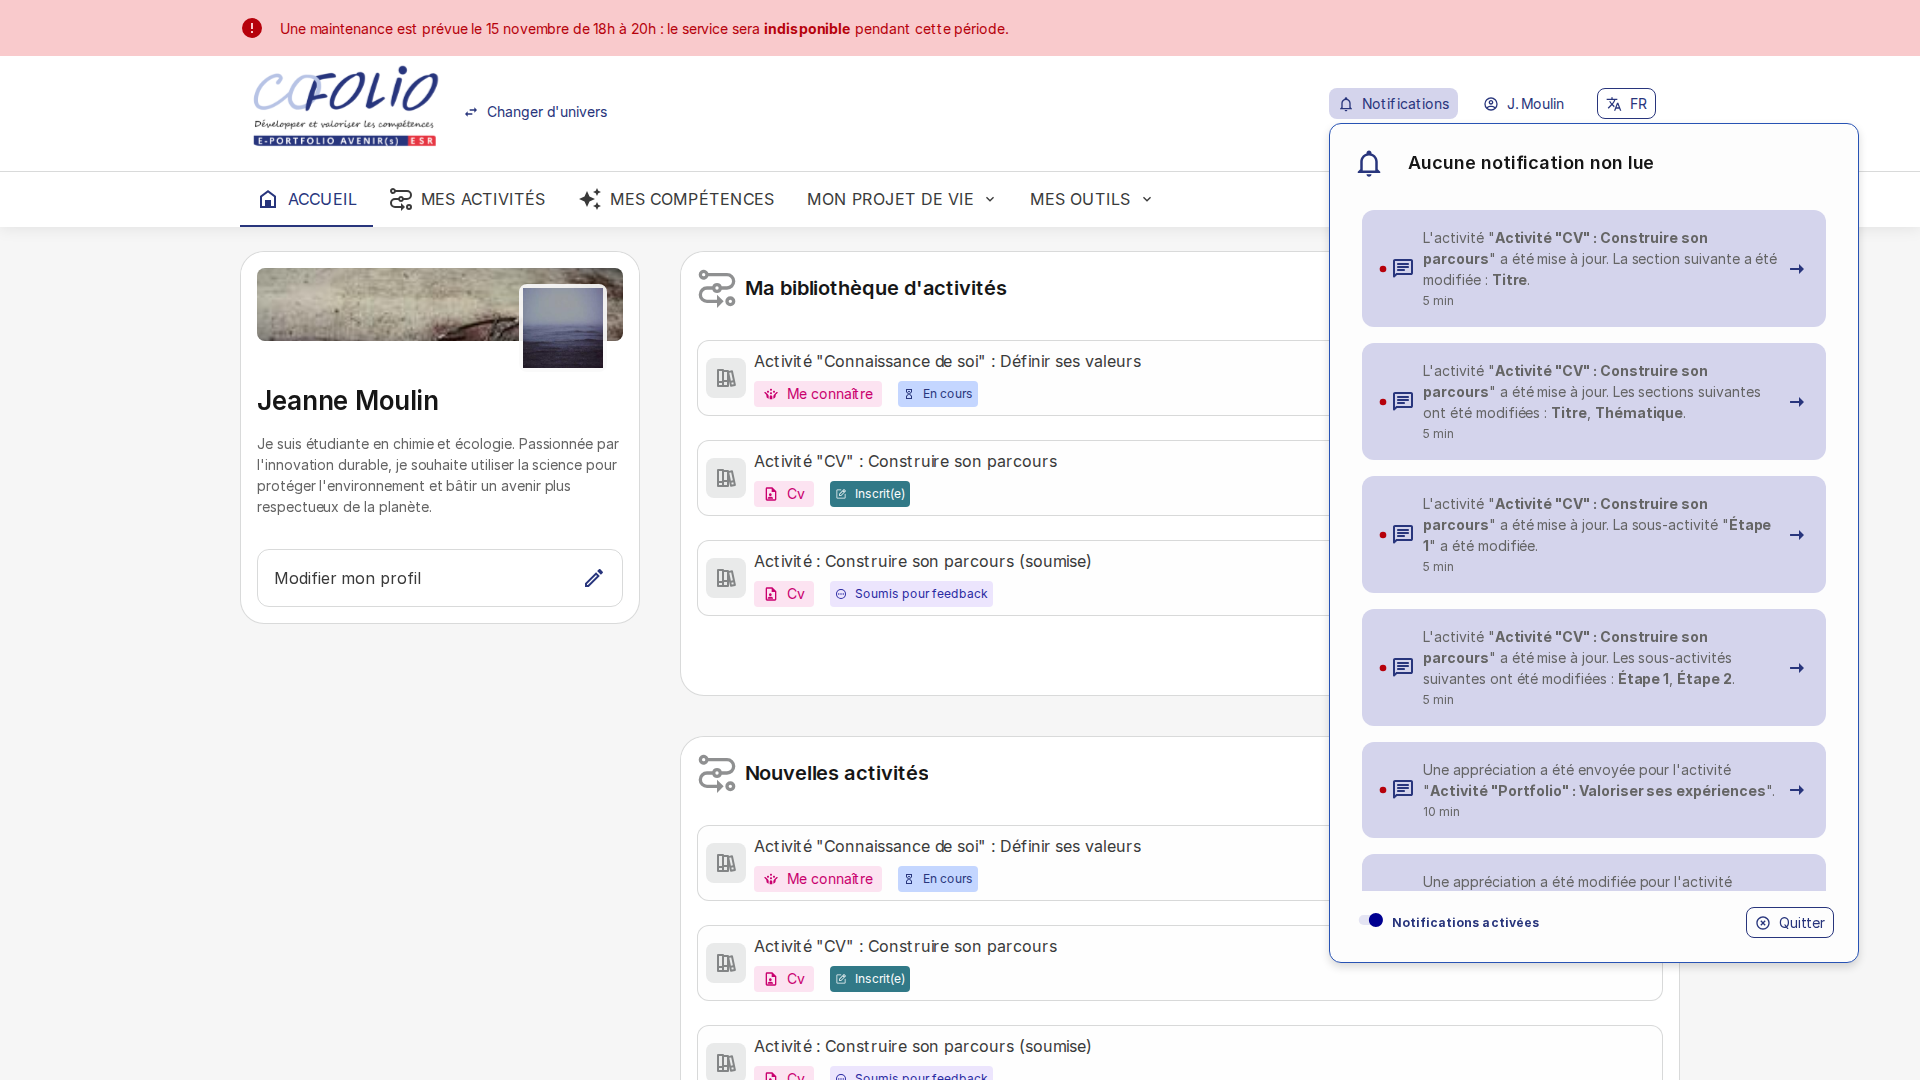 Une maintenance est prévue le 15 novembre de 18h à 20h : le service sera indisponible pendant cette période.
COFOLIO
Développer et valoriser les compétences
E-PORTFOLIO AVENIR(s) ESR
Changer d'univers
Notifications
J. Moulin
FR
ACCUEIL
MES ACTIVITÉS
MES COMPÉTENCES
MON PROJET DE VIE
MES OUTILS
Jeanne Moulin
Je suis étudiante en chimie et écologie. Passionnée par
l'innovation durable, je souhaite utiliser la science pour
protéger l'environnement et bâtir un avenir plus
respectueux de la planète.
Modifier mon profil
Ma bibliothèque d'activités
Activité "Connaissance de soi" : Définir ses valeurs
Me connaître
En cours
Activité "CV" : Construire son parcours
Cv
Inscrit(e)
Activité : Construire son parcours (soumise)
Cv
Soumis pour feedback
Nouvelles activités
Activité "Connaissance de soi" : Définir ses valeurs
Me connaître
En cours
Activité "CV" : Construire son parcours
Cv
Inscrit(e)
Activité : Construire son parcours (soumise)
Cv
Soumis pour feedback
Aucune notification non lue
L'activité "Activité "CV" : Construire son
parcours" a été mise à jour. La section suivante a été
modifiée : Titre.
5 min
L'activité "Activité "CV" : Construire son
parcours" a été mise à jour. Les sections suivantes
ont été modifiées : Titre, Thématique.
5 min
L'activité "Activité "CV" : Construire son
parcours" a été mise à jour. La sous-activité "Étape
1" a été modifiée.
5 min
L'activité "Activité "CV" : Construire son
parcours" a été mise à jour. Les sous-activités
suivantes ont été modifiées : Étape 1, Étape 2.
5 min
Une appréciation a été envoyée pour l'activité
"Activité "Portfolio" : Valoriser ses expériences".
10 min
Une appréciation a été modifiée pour l'activité
Notifications activées
Quitter